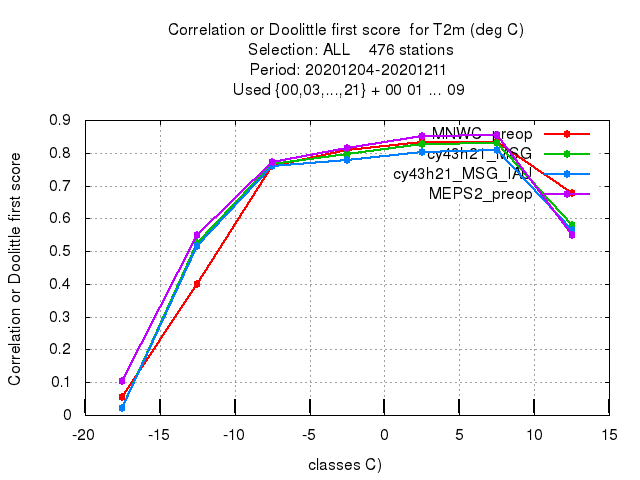 Correlation or Doolittle first score  for T2m (deg C)
Selection: ALL    476 stations
Period: 20201204-20201211
Used {00,03,...,21} + 00 01 ... 09
Correlation or Doolittle first score
0.9
0.8
0.7
0.6
0.5
0.4
0.3
0.2
0.1
0
MNWC_preop
cy43h21_MSG
cy43h21_MSG_IAU
MEPS2_preop
-20 -15 -10 -5 0 5 10 15
classes C)